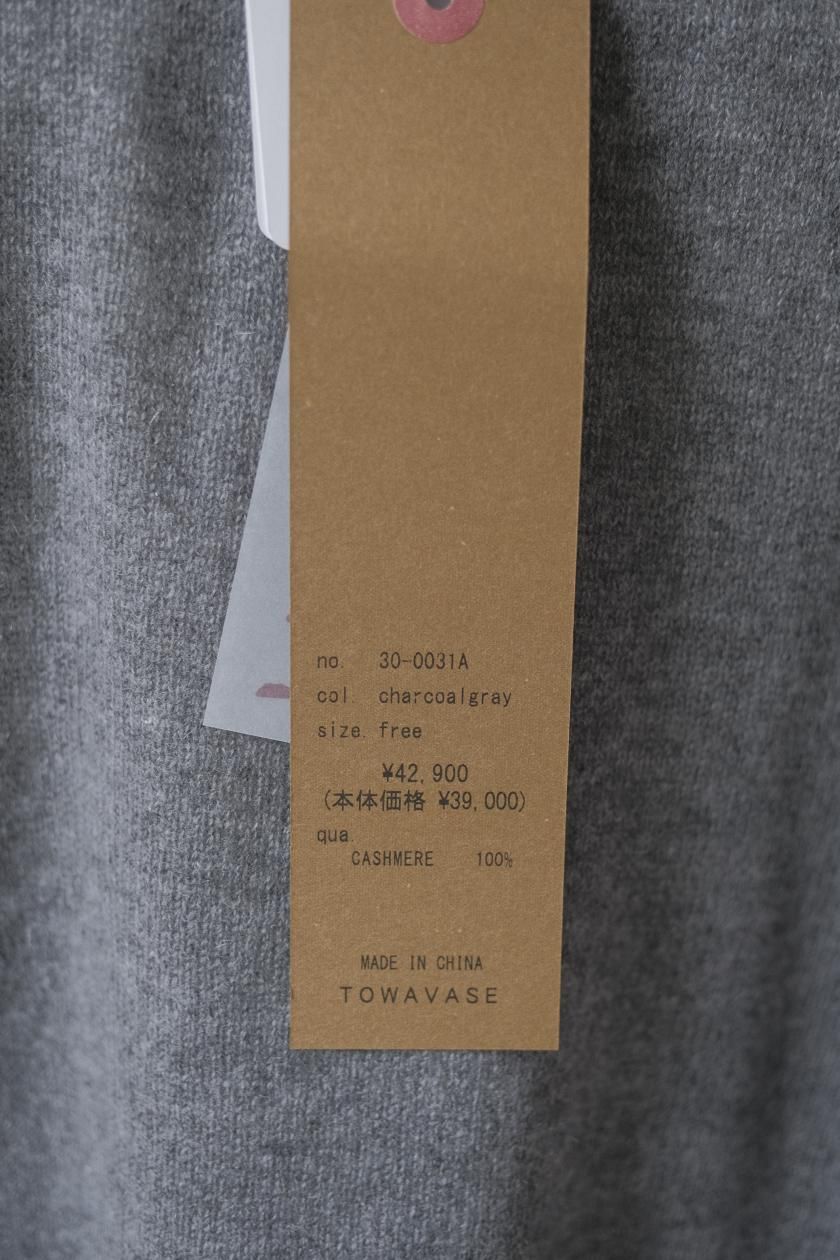 no. 30-0031A
col. charcoalgray
size. free
¥42,900
(本体価格 ¥39,000)
qua.
CASHMERE 100%
MADE IN CHINA
TOWAVASE